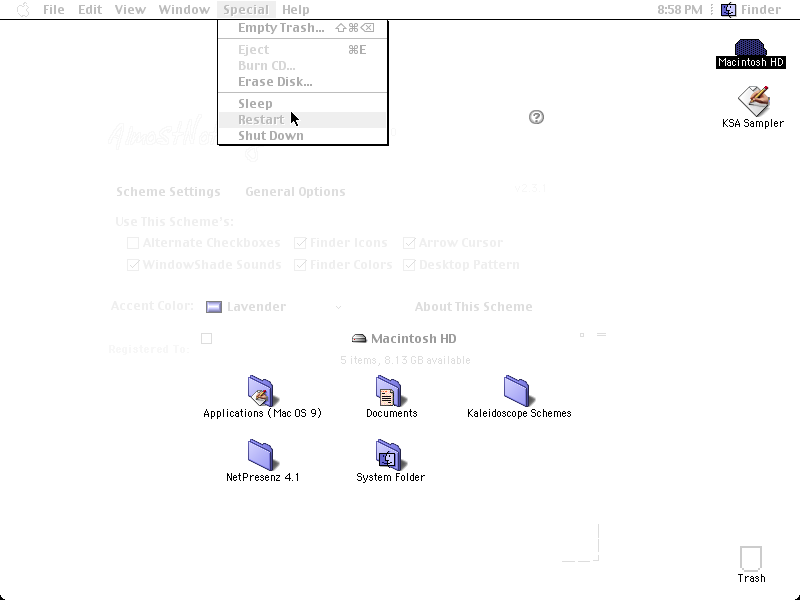 File Edit View Window Special Help 8:58 PM Finder
Empty Trash... ⇧⌘⌫
Eject ⌘E
Burn CD...
Erase Disk...
Sleep
Restart
Shut Down
Macintosh HD
KSA Sampler
Scheme Settings General Options v2.3.1
Use This Scheme's:
Alternate Checkboxes Finder Icons Arrow Cursor
WindowShade Sounds Finder Colors Desktop Pattern
Accent Color: Lavender About This Scheme
Registered To:
Macintosh HD
5 items, 8.13 GB available
Applications (Mac OS 9) Documents Kaleidoscope Schemes
NetPresenz 4.1 System Folder
Trash